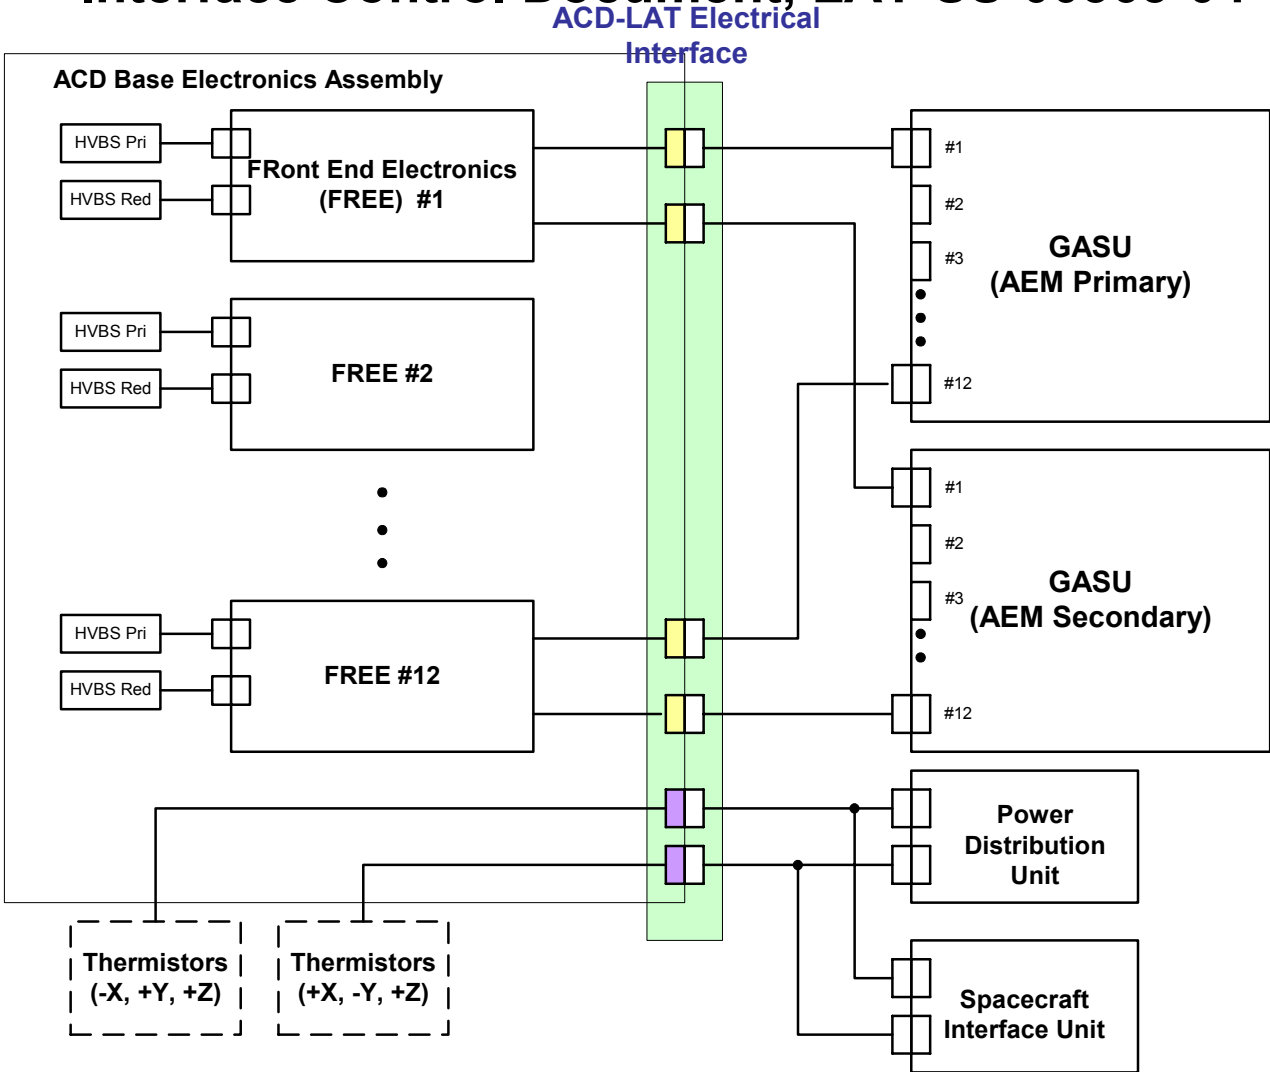 ACD-LAT Electrical
Interface
ACD Base Electronics Assembly
HVBS Pri
HVBS Red
FRont End Electronics
(FREE) #1
#1
#2
#3
#12
GASU
(AEM Primary)
HVBS Pri
HVBS Red
FREE #2
#1
#2
#3
#12
GASU
(AEM Secondary)
HVBS Pri
HVBS Red
FREE #12
Power
Distribution
Unit
Thermistors
(-X, +Y, +Z)
Thermistors
(+X, -Y, +Z)
Spacecraft
Interface Unit